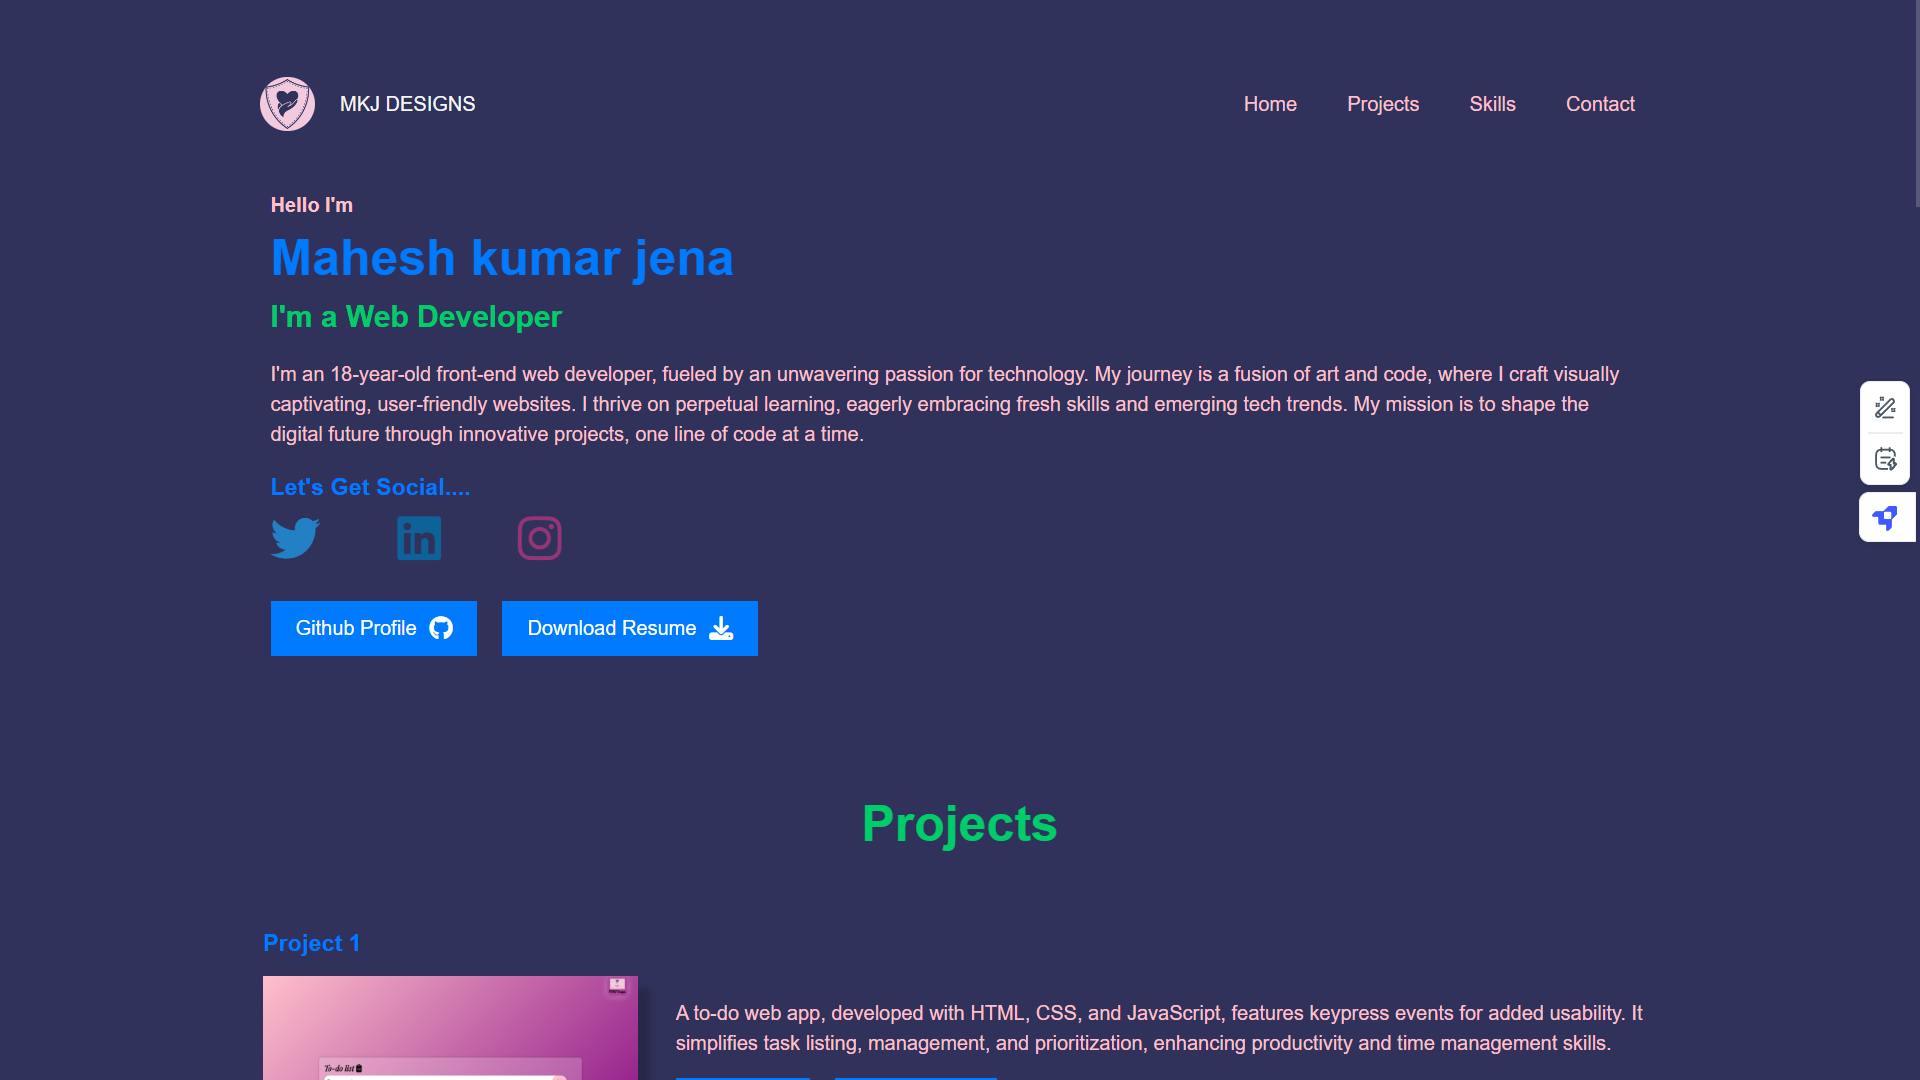 MKJ DESIGNS
Home Projects Skills Contact
Hello I'm
Mahesh kumar jena
I'm a Web Developer
I'm an 18-year-old front-end web developer, fueled by an unwavering passion for technology. My journey is a fusion of art and code, where I craft visually
captivating, user-friendly websites. I thrive on perpetual learning, eagerly embracing fresh skills and emerging tech trends. My mission is to shape the
digital future through innovative projects, one line of code at a time.
Let's Get Social....
Github Profile
Download Resume
Projects
Project 1
A to-do web app, developed with HTML, CSS, and JavaScript, features keypress events for added usability. It
simplifies task listing, management, and prioritization, enhancing productivity and time management skills.
To-do list